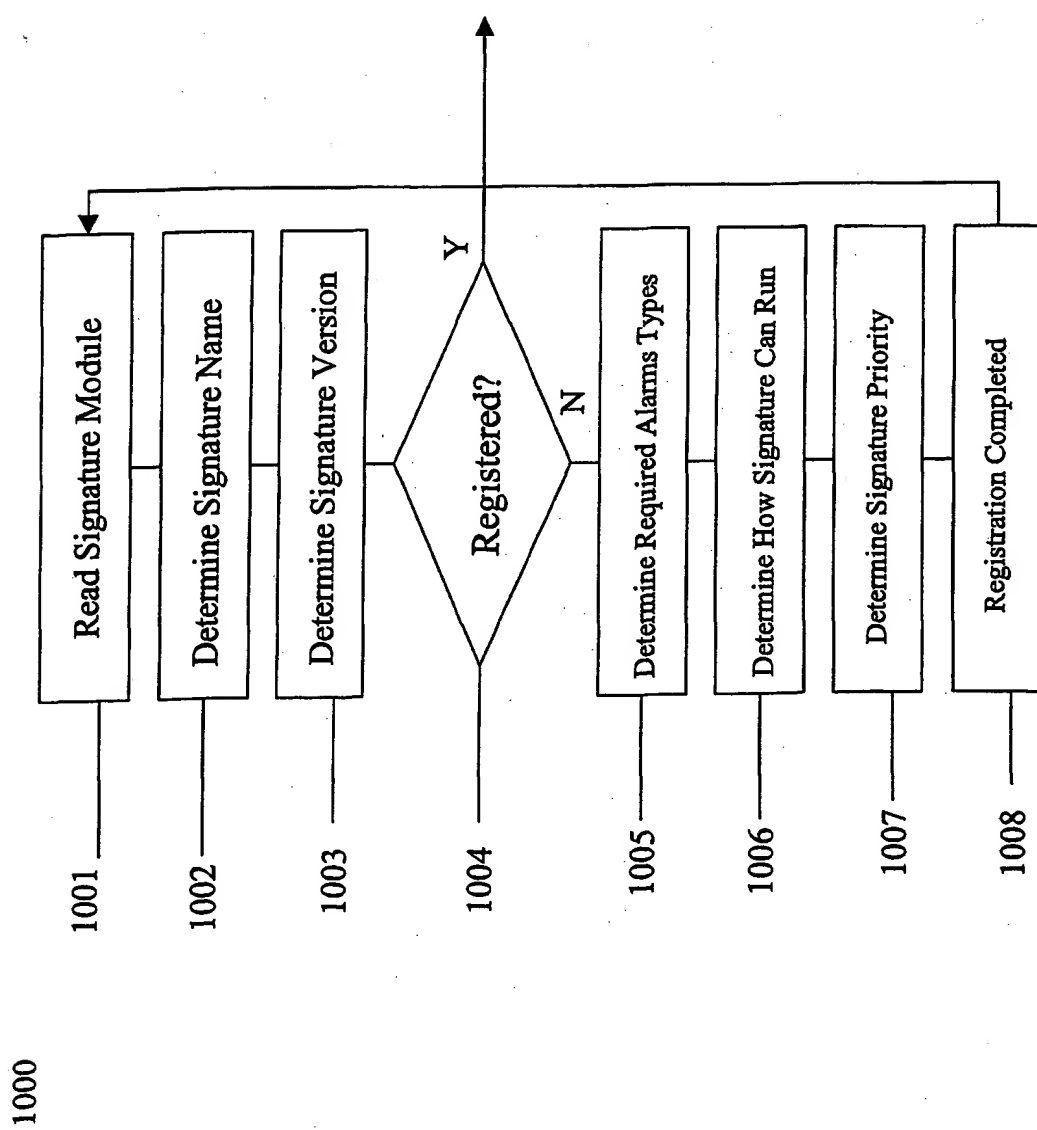 1000
1001
Read Signature Module
1002
Determine Signature Name
1003
Determine Signature Version
1004
Registered?
Y
N
1005
Determine Required Alarms Types
1006
Determine How Signature Can Run
1007
Determine Signature Priority
1008
Registration Completed